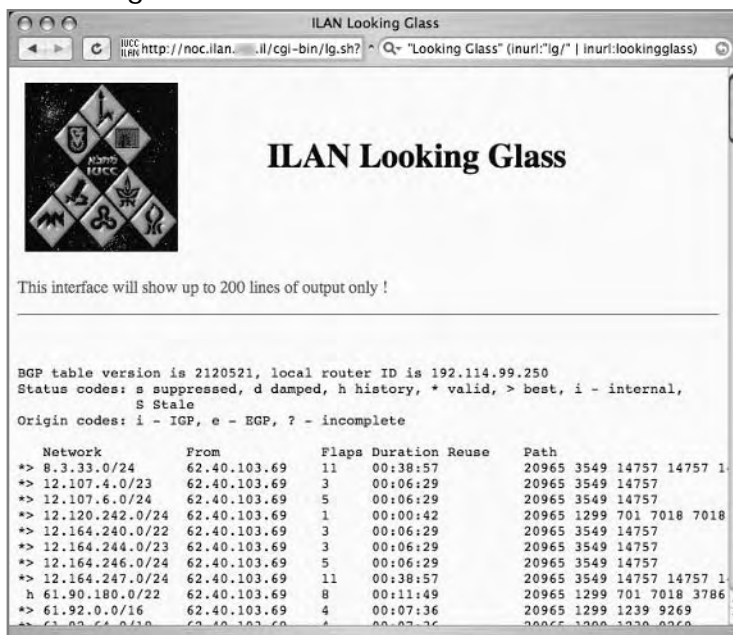 ILAN Looking Glass
IUCC ILAN http://noc.ilan. .il/cgi-bin/lg.sh? "Looking Glass" (inurl:"lg/" | inurl:lookingglass)
מחבא
IUCC
ILAN Looking Glass
This interface will show up to 200 lines of output only !
BGP table version is 2120521, local router ID is 192.114.99.250
Status codes: s suppressed, d damped, h history, * valid, > best, i - internal,
S Stale
Origin codes: i - IGP, e - EGP, ? - incomplete
Network From Flaps Duration Reuse Path
*> 8.3.33.0/24 62.40.103.69 11 00:38:57 20965 3549 14757 14757 1
*> 12.107.4.0/23 62.40.103.69 3 00:06:29 20965 3549 14757
*> 12.107.6.0/24 62.40.103.69 5 00:06:29 20965 3549 14757
*> 12.120.242.0/24 62.40.103.69 1 00:00:42 20965 1299 701 7018 7018
*> 12.164.240.0/22 62.40.103.69 3 00:06:29 20965 3549 14757
*> 12.164.244.0/23 62.40.103.69 3 00:06:29 20965 3549 14757
*> 12.164.246.0/24 62.40.103.69 5 00:06:29 20965 3549 14757
*> 12.164.247.0/24 62.40.103.69 11 00:38:57 20965 3549 14757 14757 1
h 61.90.180.0/22 62.40.103.69 8 00:11:49 20965 1299 701 7018 3786
*> 61.92.0.0/16 62.40.103.69 4 00:07:36 20965 1299 1239 9269